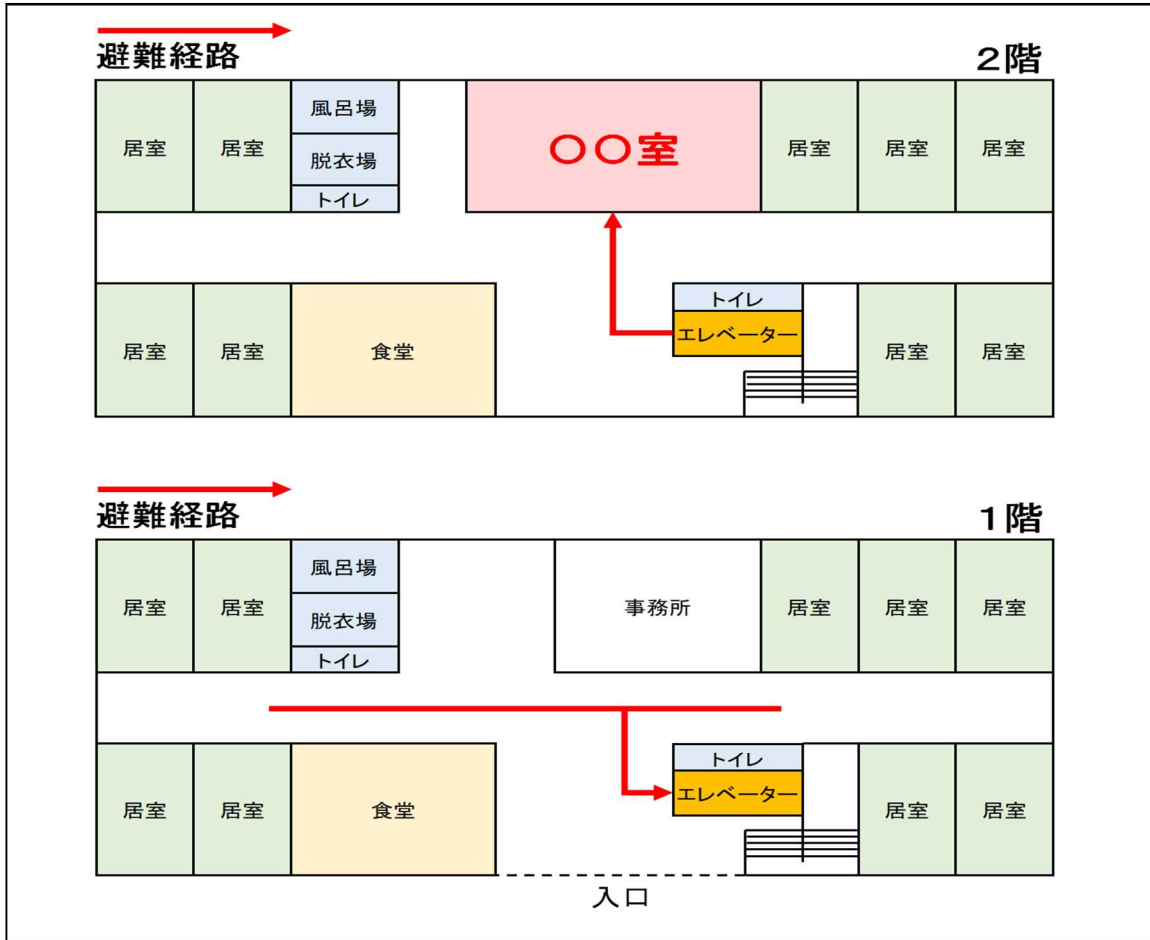 避難経路
2階
居室
居室
風呂場
脱衣場
トイレ
〇〇室
居室
居室
居室
居室
居室
食堂
トイレ
エレベーター
居室
居室
避難経路
1階
居室
居室
風呂場
脱衣場
トイレ
事務所
居室
居室
居室
居室
居室
食堂
トイレ
エレベーター
居室
居室
入口